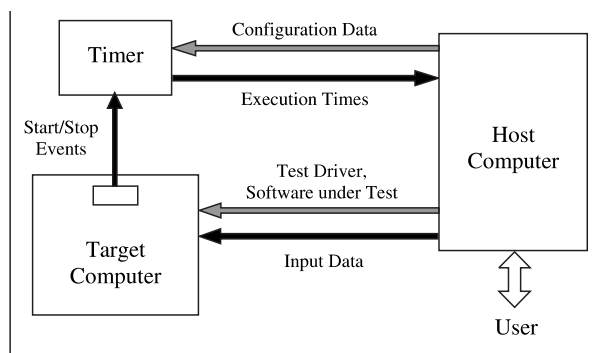 Configuration Data
Timer
Execution Times
Start/Stop
Events
Host
Computer
Test Driver,
Software under Test
Target
Computer
Input Data
User